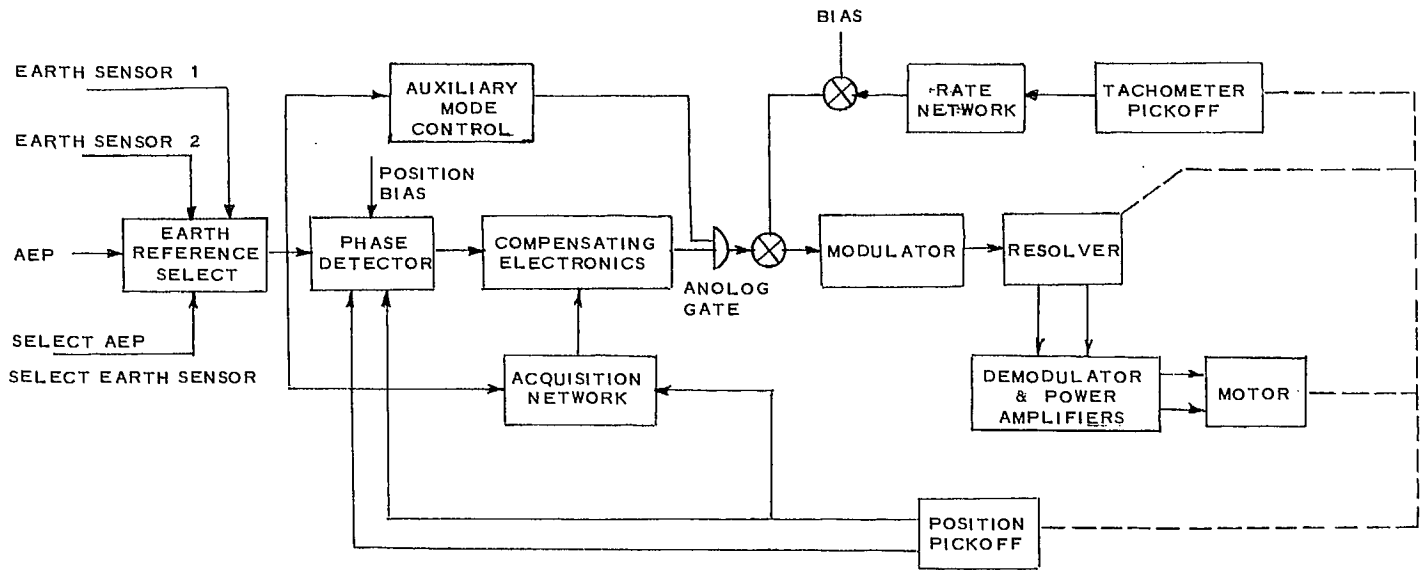 BIAS
EARTH SENSOR 1
AUXILIARY
MODE
CONTROL
RATE
NETWORK
TACHOMETER
PICKOFF
EARTH SENSOR 2
POSITION
BIAS
AEP
EARTH
REFERENCE
SELECT
PHASE
DETECTOR
COMPENSATING
ELECTRONICS
ANOLOG
GATE
MODULATOR
RESOLVER
SELECT AEP
SELECT EARTH SENSOR
ACQUISITION
NETWORK
DEMODULATOR
& POWER
AMPLIFIERS
MOTOR
POSITION
PICKOFF